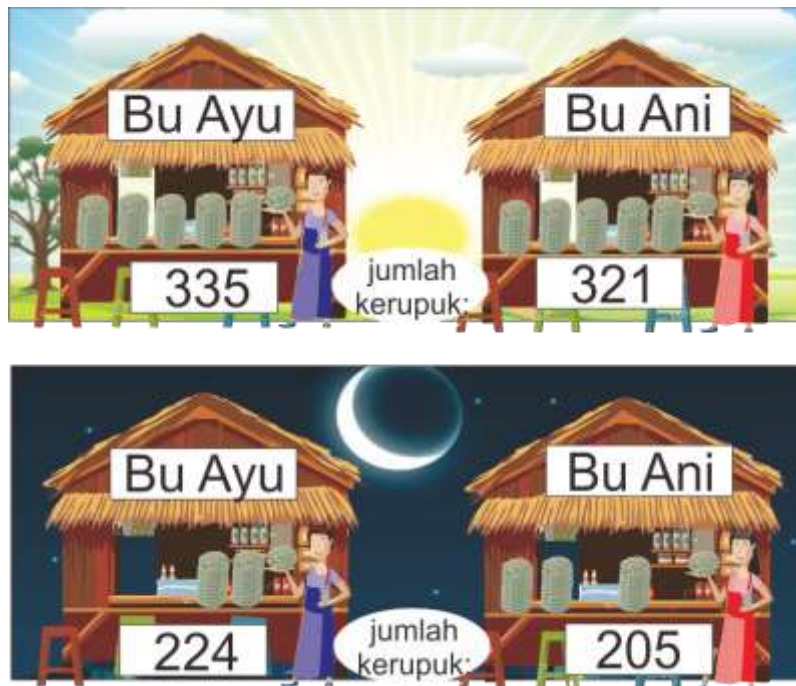 Bu Ayu
Bu Ani
335
jumlah
kerupuk:
321
Bu Ayu
Bu Ani
224
jumlah
kerupuk:
205